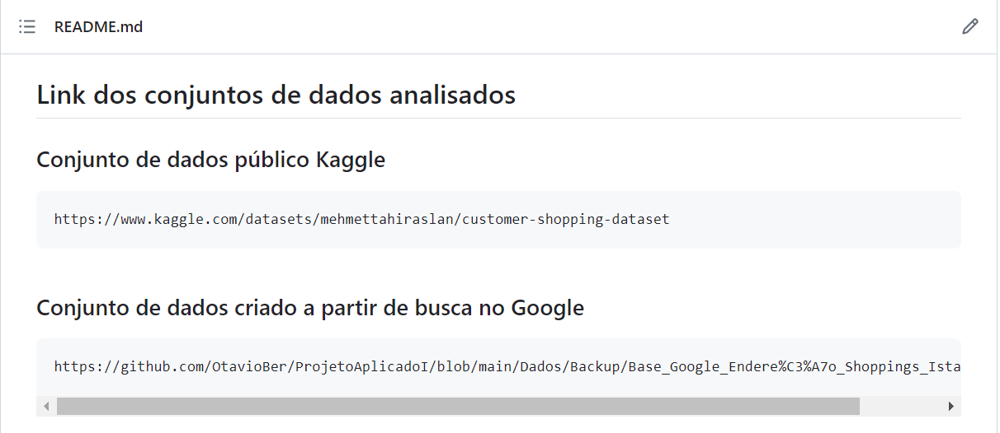 README.md
Link dos conjuntos de dados analisados
Conjunto de dados público Kaggle
https://www.kaggle.com/datasets/mehmettahiraslan/customer-shopping-dataset
Conjunto de dados criado a partir de busca no Google
https://github.com/OtavioBer/ProjetoAplicadoI/blob/main/Dados/Backup/Base_Google_Endere%C3%A7o_Shoppings_Ista